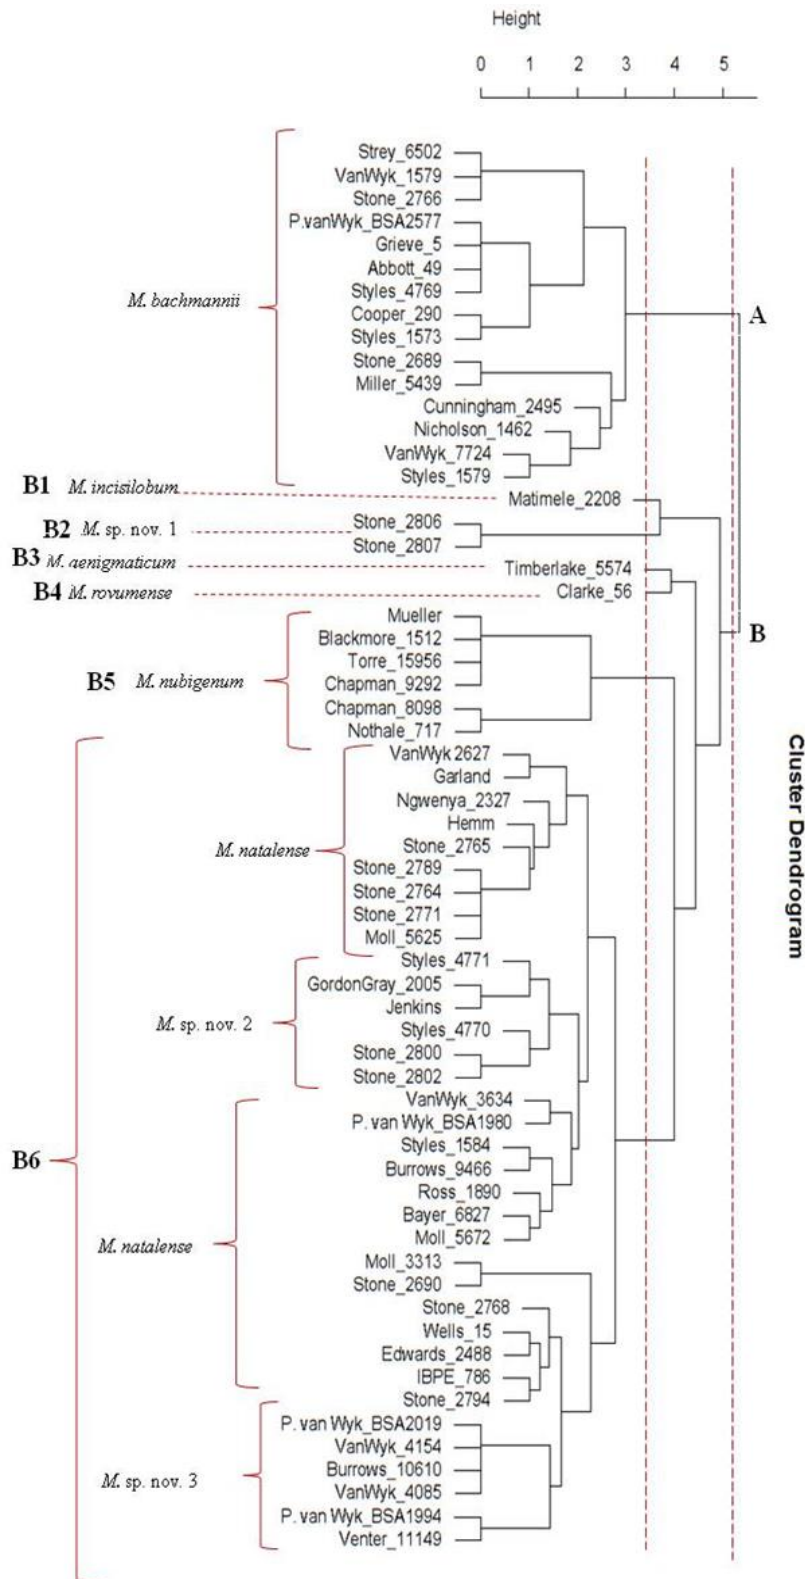 Height
0 1 2 3 4 5
Strey_6502
VanWyk_1579
Stone_2766
P.vanWyk_BSA2577
Grieve_5
Abbott_49
Styles_4769
M. bachmannii
Cooper_290
A
Styles_1573
Stone_2689
Miller_5439
Cunningham_2495
Nicholson_1462
VanWyk_7724
Styles_1579
B1 M. incisilobum
Matimele_2208
B2 M. sp. nov. 1
Stone_2806
Stone_2807
B3 M. aenigmaticum
Timberlake_5574
B4 M. rovumense
Clarke_56
Mueller
B
Blackmore_1512
Torre_15956
B5 M. nubigenum
Chapman_9292
Chapman_8098
Nothale_717
VanWyk 2627
Garland
Ngwenya_2327
Hemm
M. natalense
Stone_2765
Stone_2789
Stone_2764
Stone_2771
Moll_5625
Cluster Dendrogram
Styles_4771
GordonGray_2005
Jenkins
M. sp. nov. 2
Styles_4770
Stone_2800
Stone_2802
VanWyk_3634
P. van Wyk_BSA1980
Styles_1584
B6
Burrows_9466
Ross_1890
Bayer_6827
Moll_5672
M. natalense
Moll_3313
Stone_2690
Stone_2768
Wells_15
Edwards_2488
IBPE_786
Stone_2794
P. van Wyk_BSA2019
VanWyk_4154
Burrows_10610
M. sp. nov. 3
VanWyk_4085
P. van Wyk_BSA1994
Venter_11149